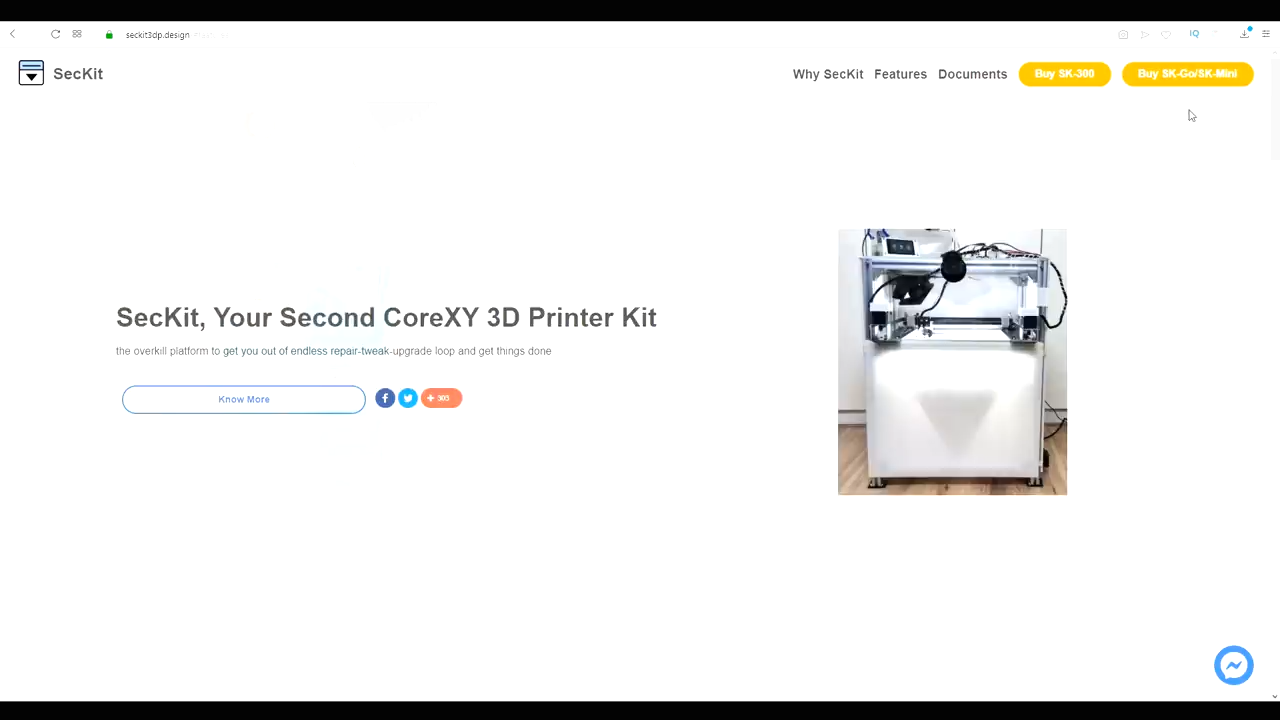 seckit3dp.design
IQ
SecKit
Why SecKit Features Documents Buy SK-300 Buy SK-Go/SK-Mini
SecKit, Your Second CoreXY 3D Printer Kit
the overkill platform to get you out of endless repair-tweak-upgrade loop and get things done
Know More
303